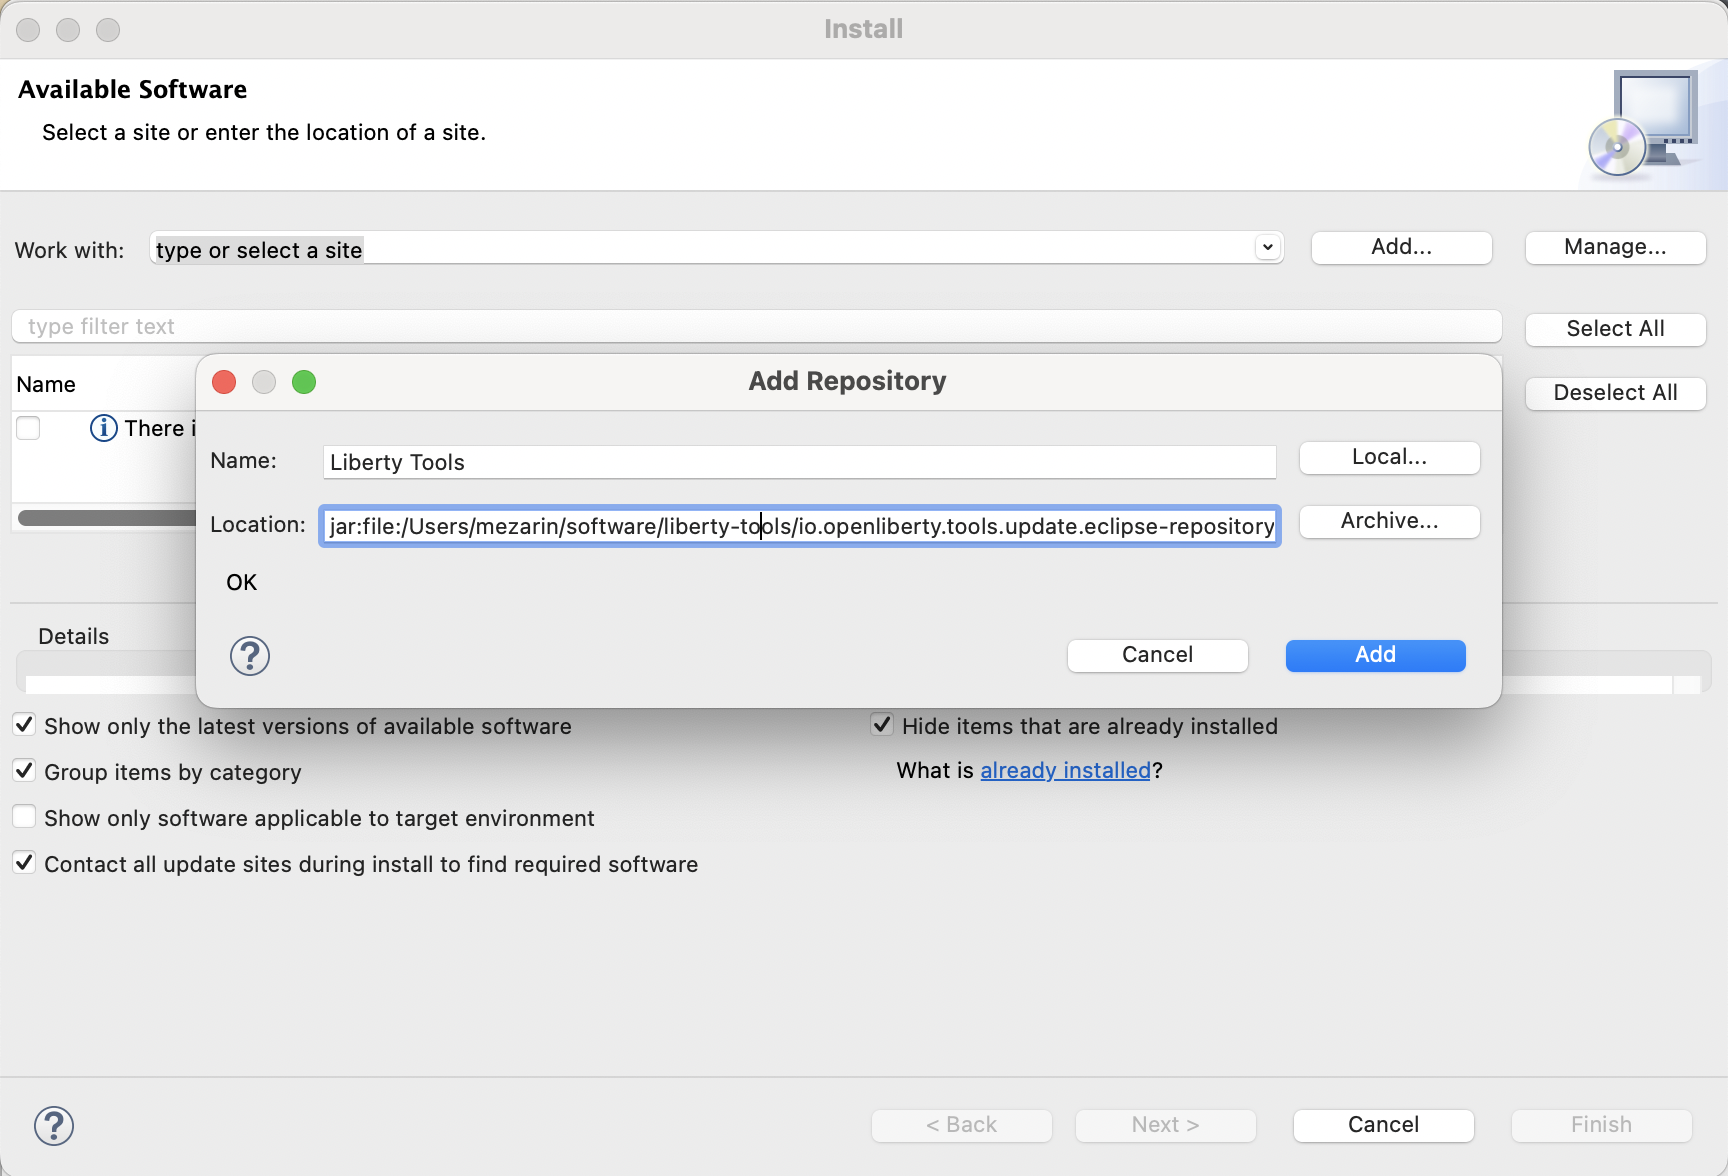 Install
Available Software
Select a site or enter the location of a site.
Work with: type or select a site Add... Manage...
type filter text Select All
Name Deselect All
There i
Add Repository
Name: Liberty Tools Local...
Location: jar:file:/Users/mezarin/software/liberty-tools/io.openliberty.tools.update.eclipse-repository Archive...
OK
? Cancel Add
Details
Show only the latest versions of available software Hide items that are already installed
Group items by category What is already installed?
Show only software applicable to target environment
Contact all update sites during install to find required software
? < Back Next > Cancel Finish